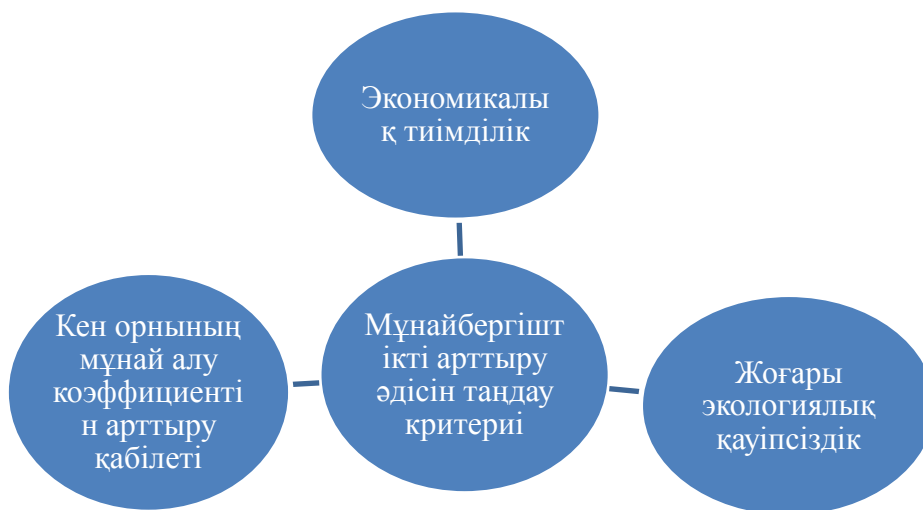 Экономикалы
қ тиімділік
Кен орнының
мұнай алу
коэффициенті
н арттыру
қабілеті
Мұнайбергішт
ікті арттыру
әдісін таңдау
критериі
Жоғары
экологиялық
қауіпсіздік